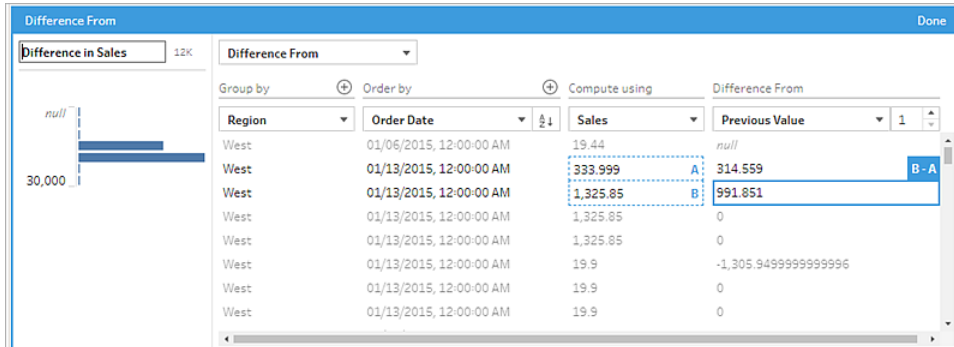 Difference From Done
Difference in Sales 12K Difference From
Group by Order by Compute using Difference From
Region Order Date Sales Previous Value 1
null
30,000
West 01/06/2015, 12:00:00 AM 19.44 null
West 01/13/2015, 12:00:00 AM 333.999 A 314.559 B - A
West 01/13/2015, 12:00:00 AM 1,325.85 B 991.851
West 01/13/2015, 12:00:00 AM 1,325.85 0
West 01/13/2015, 12:00:00 AM 1,325.85 0
West 01/13/2015, 12:00:00 AM 19.9 -1,305.9499999999996
West 01/13/2015, 12:00:00 AM 19.9 0
West 01/13/2015, 12:00:00 AM 19.9 0